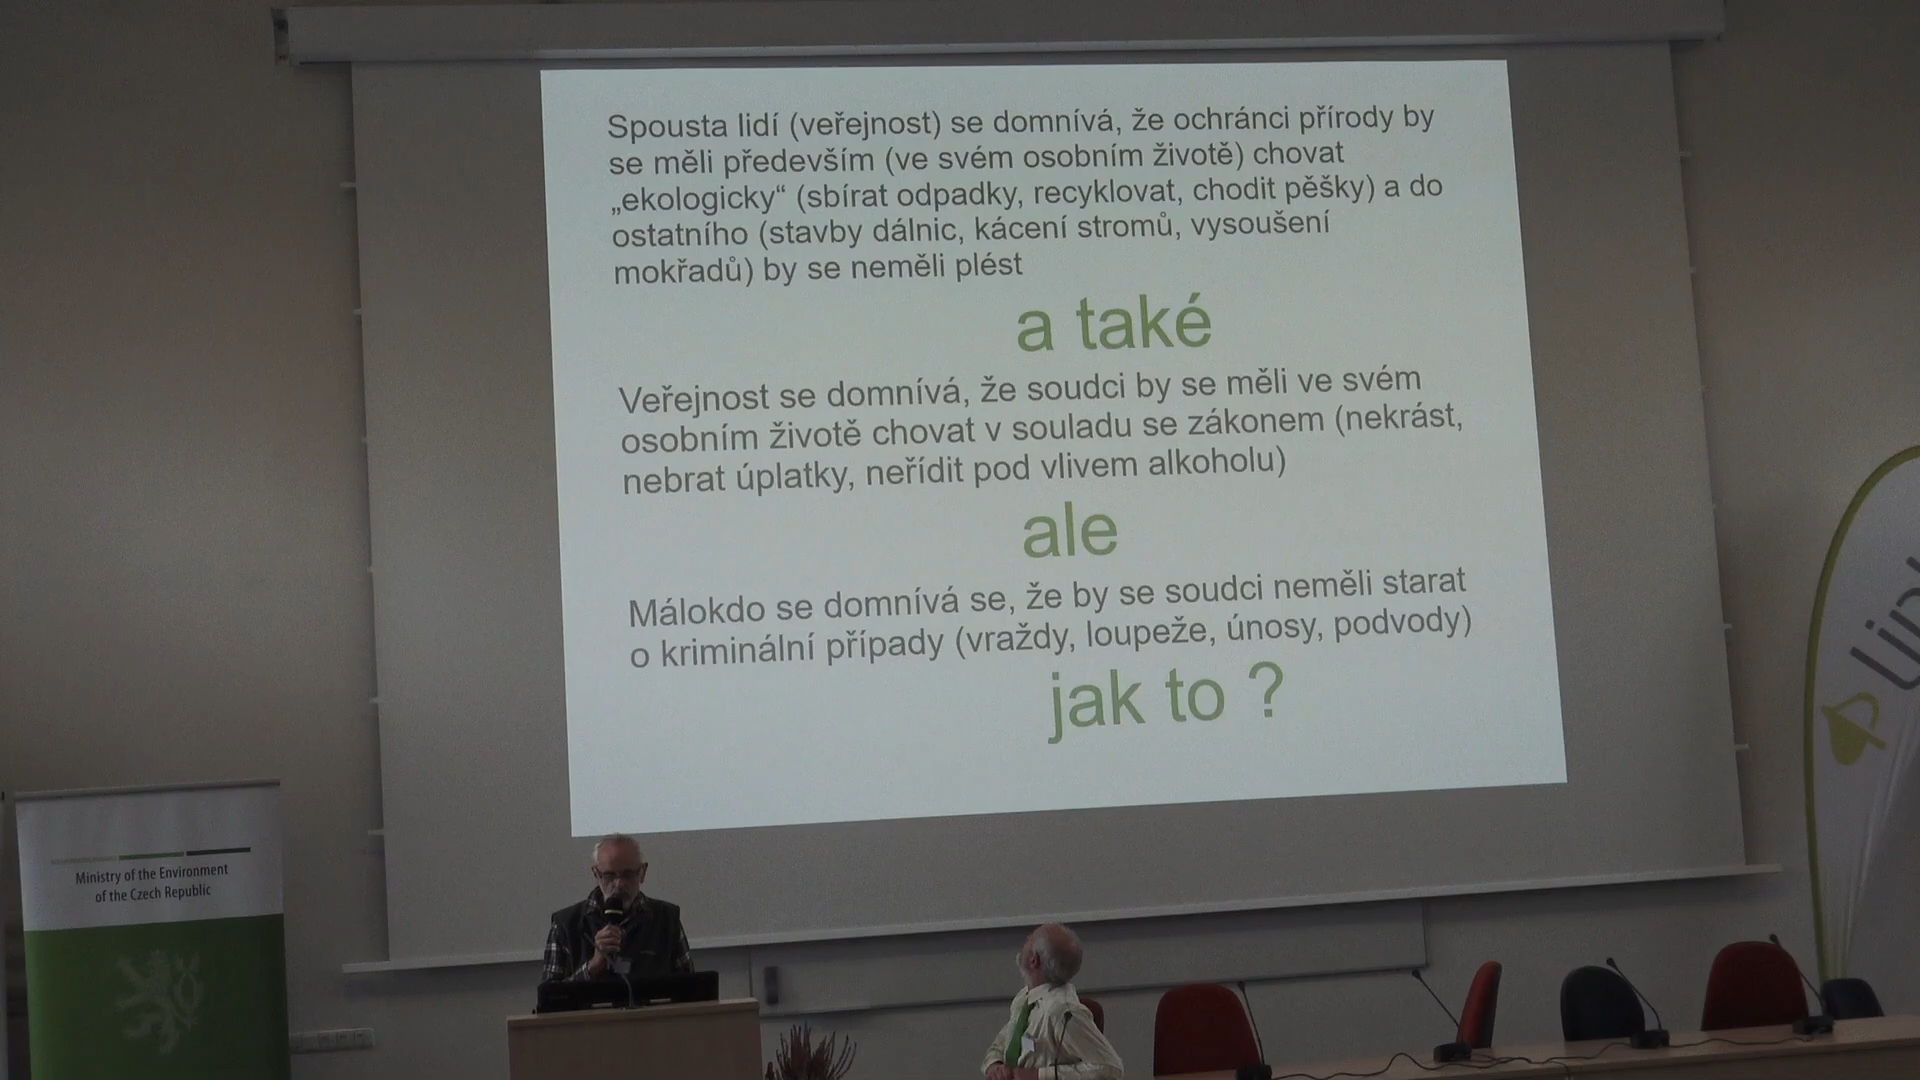 Spousta lidí (veřejnost) se domnívá, že ochránci přírody by
se měli především (ve svém osobním životě) chovat
„ekologicky“ (sbírat odpadky, recyklovat, chodit pěšky) a do
ostatního (stavby dálnic, kácení stromů, vysoušení
mokřadů) by se neměli plést
a také
Veřejnost se domnívá, že soudci by se měli ve svém
osobním životě chovat v souladu se zákonem (nekrást,
nebrat úplatky, neřídit pod vlivem alkoholu)
ale
Málokdo se domnívá se, že by se soudci neměli starat
o kriminální případy (vraždy, loupeže, únosy, podvody)
jak to ?
Ministry of the Environment
of the Czech Republic